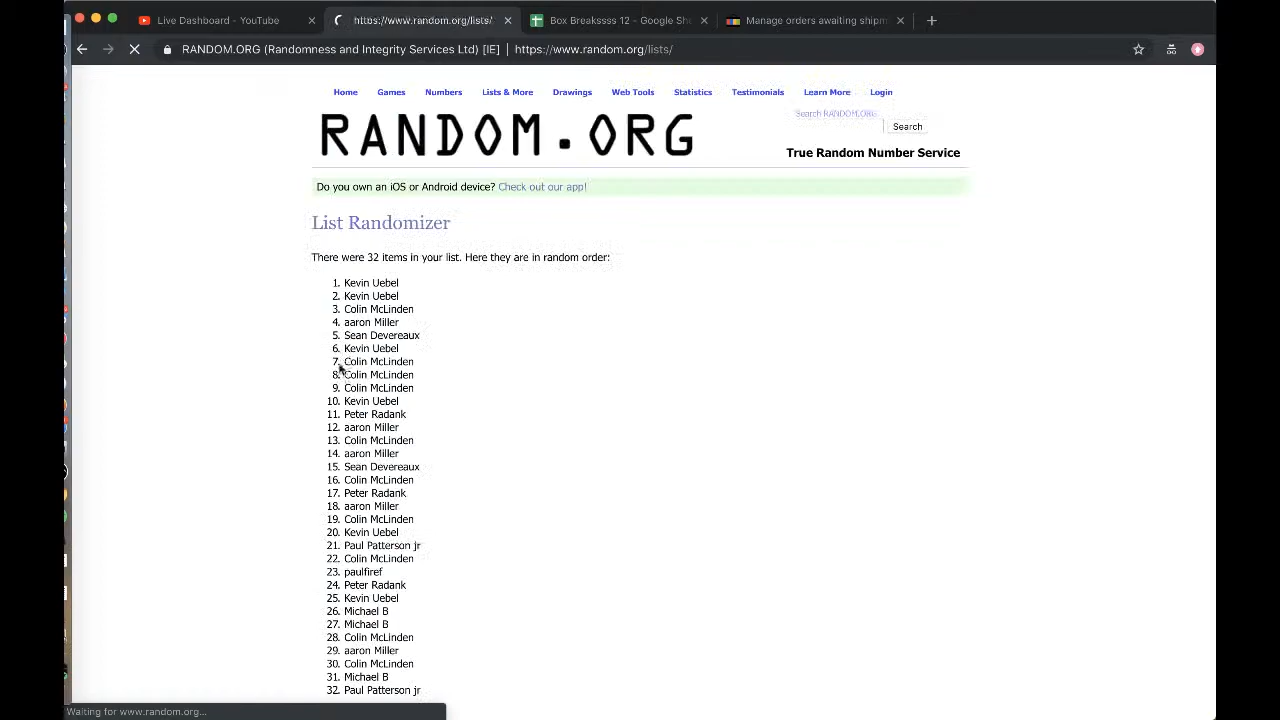 Live Dashboard - YouTube
https://www.random.org/lists/
Box Breakssss 12 – Google She
Manage orders awaiting shipm
RANDOM.ORG (Randomness and Integrity Services Ltd) [IE] | https://www.random.org/lists/
Home Games Numbers Lists & More Drawings Web Tools Statistics Testimonials Learn More Login
Search RANDOM.ORG
RANDOM.ORG
Search
True Random Number Service
Do you own an iOS or Android device? Check out our app!
List Randomizer
There were 32 items in your list. Here they are in random order:
1. Kevin Uebel
2. Kevin Uebel
3. Colin McLinden
4. aaron Miller
5. Sean Devereaux
6. Kevin Uebel
7. Colin McLinden
8. Colin McLinden
9. Colin McLinden
10. Kevin Uebel
11. Peter Radank
12. aaron Miller
13. Colin McLinden
14. aaron Miller
15. Sean Devereaux
16. Colin McLinden
17. Peter Radank
18. aaron Miller
19. Colin McLinden
20. Kevin Uebel
21. Paul Patterson jr
22. Colin McLinden
23. paulfiref
24. Peter Radank
25. Kevin Uebel
26. Michael B
27. Michael B
28. Colin McLinden
29. aaron Miller
30. Colin McLinden
31. Michael B
32. Paul Patterson jr
Waiting for www.random.org...